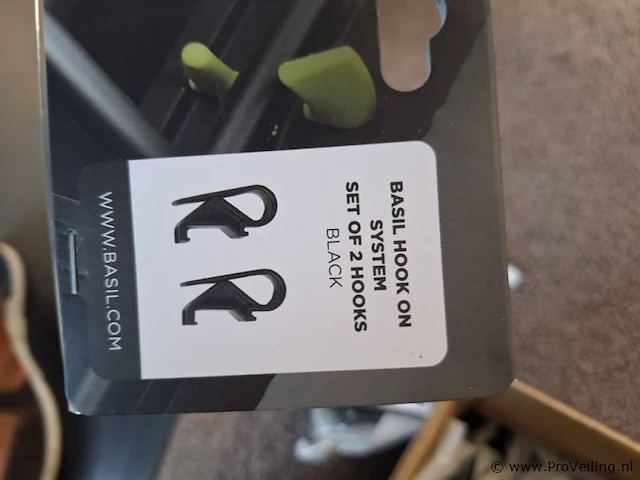 BASIL HOOK ON
SYSTEM
SET OF 2 HOOKS
BLACK
WWW.BASIL.COM
© www.ProVeiling.nl